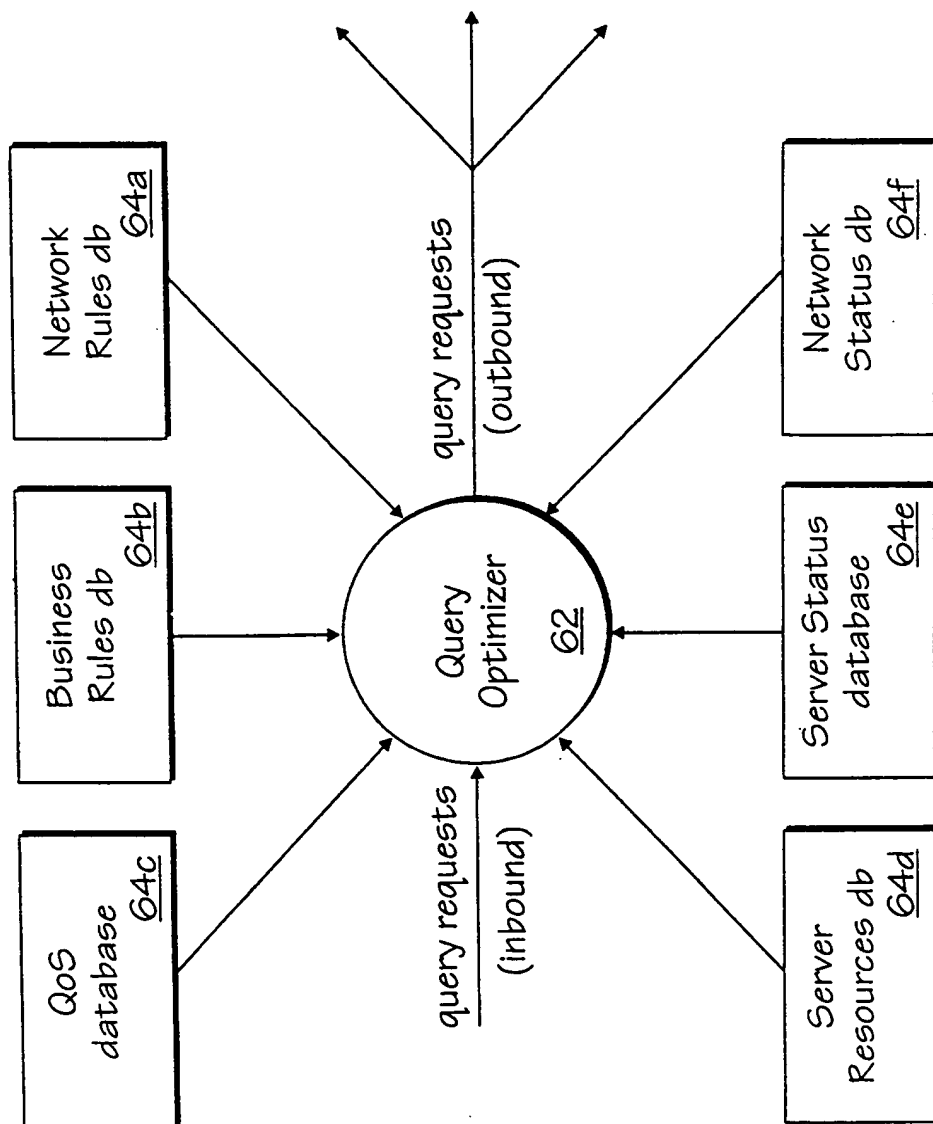 QoS
database
64c
Business
Rules db
64b
Network
Rules db
64a
query requests
(inbound)
Query
Optimizer
62
query requests
(outbound)
Server
Resources db
64d
Server Status
database
64e
Network
Status db
64f